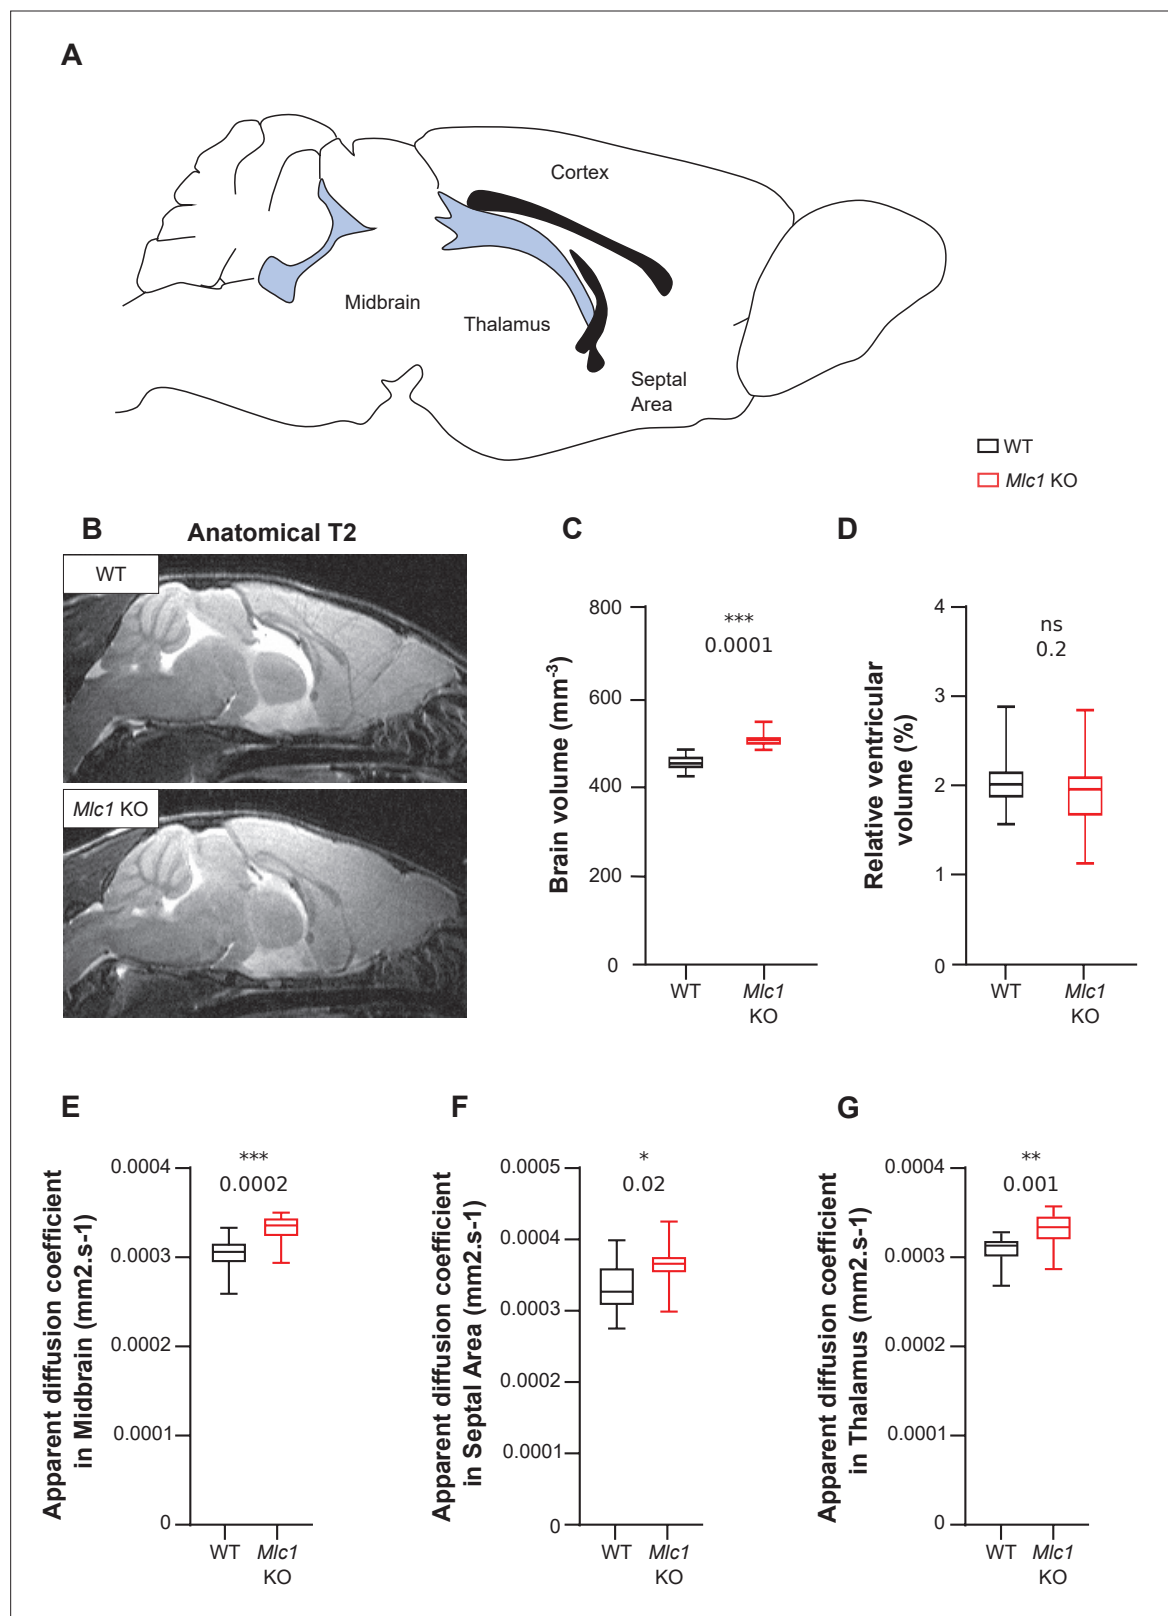 A
Cortex
Midbrain
Thalamus
Septal
Area
WT
Mlc1 KO
B
Anatomical T2
WT
Mlc1 KO
C
Brain volume (mm-3)
800
600
400
200
0
***
0.0001
WT
Mlc1
KO
D
Relative ventricular
volume (%)
4
3
2
1
0
ns
0.2
WT
Mlc1
KO
E
Apparent diffusion coefficient
in Midbrain (mm2.s-1)
0.0004
0.0003
0.0002
0.0001
0
***
0.0002
WT
Mlc1
KO
F
Apparent diffusion coefficient
in Septal Area (mm2.s-1)
0.0005
0.0004
0.0003
0.0002
0.0001
0
*
0.02
WT
Mlc1
KO
G
Apparent diffusion coefficient
in Thalamus (mm2.s-1)
0.0004
0.0003
0.0002
0.0001
0
**
0.001
WT
Mlc1
KO